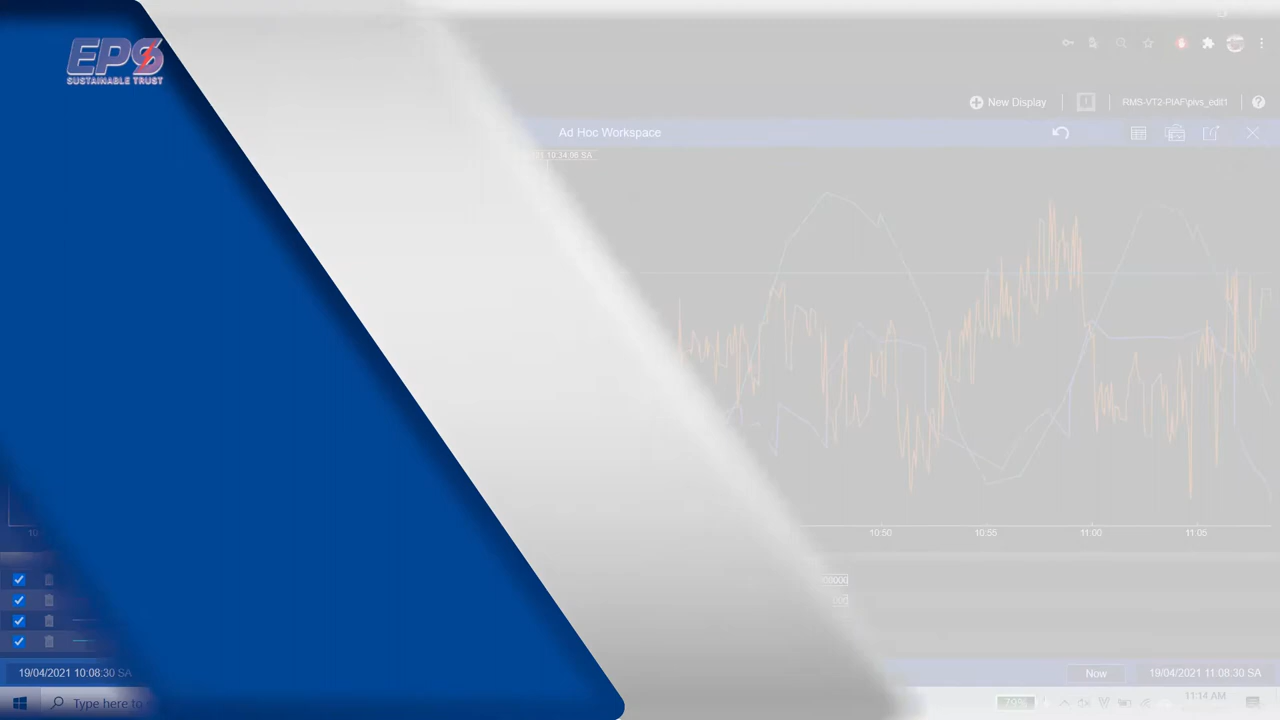 EPS
SUSTAINABLE TRUST
New Display
RMS-VT2-PIAF\pivs_edit1
Ad Hoc Workspace
10:50
10:55
11:00
11:05
19/04/2021 10:08:30 SA
Now
19/04/2021 11:08:30 SA
Type here to
11:14 AM